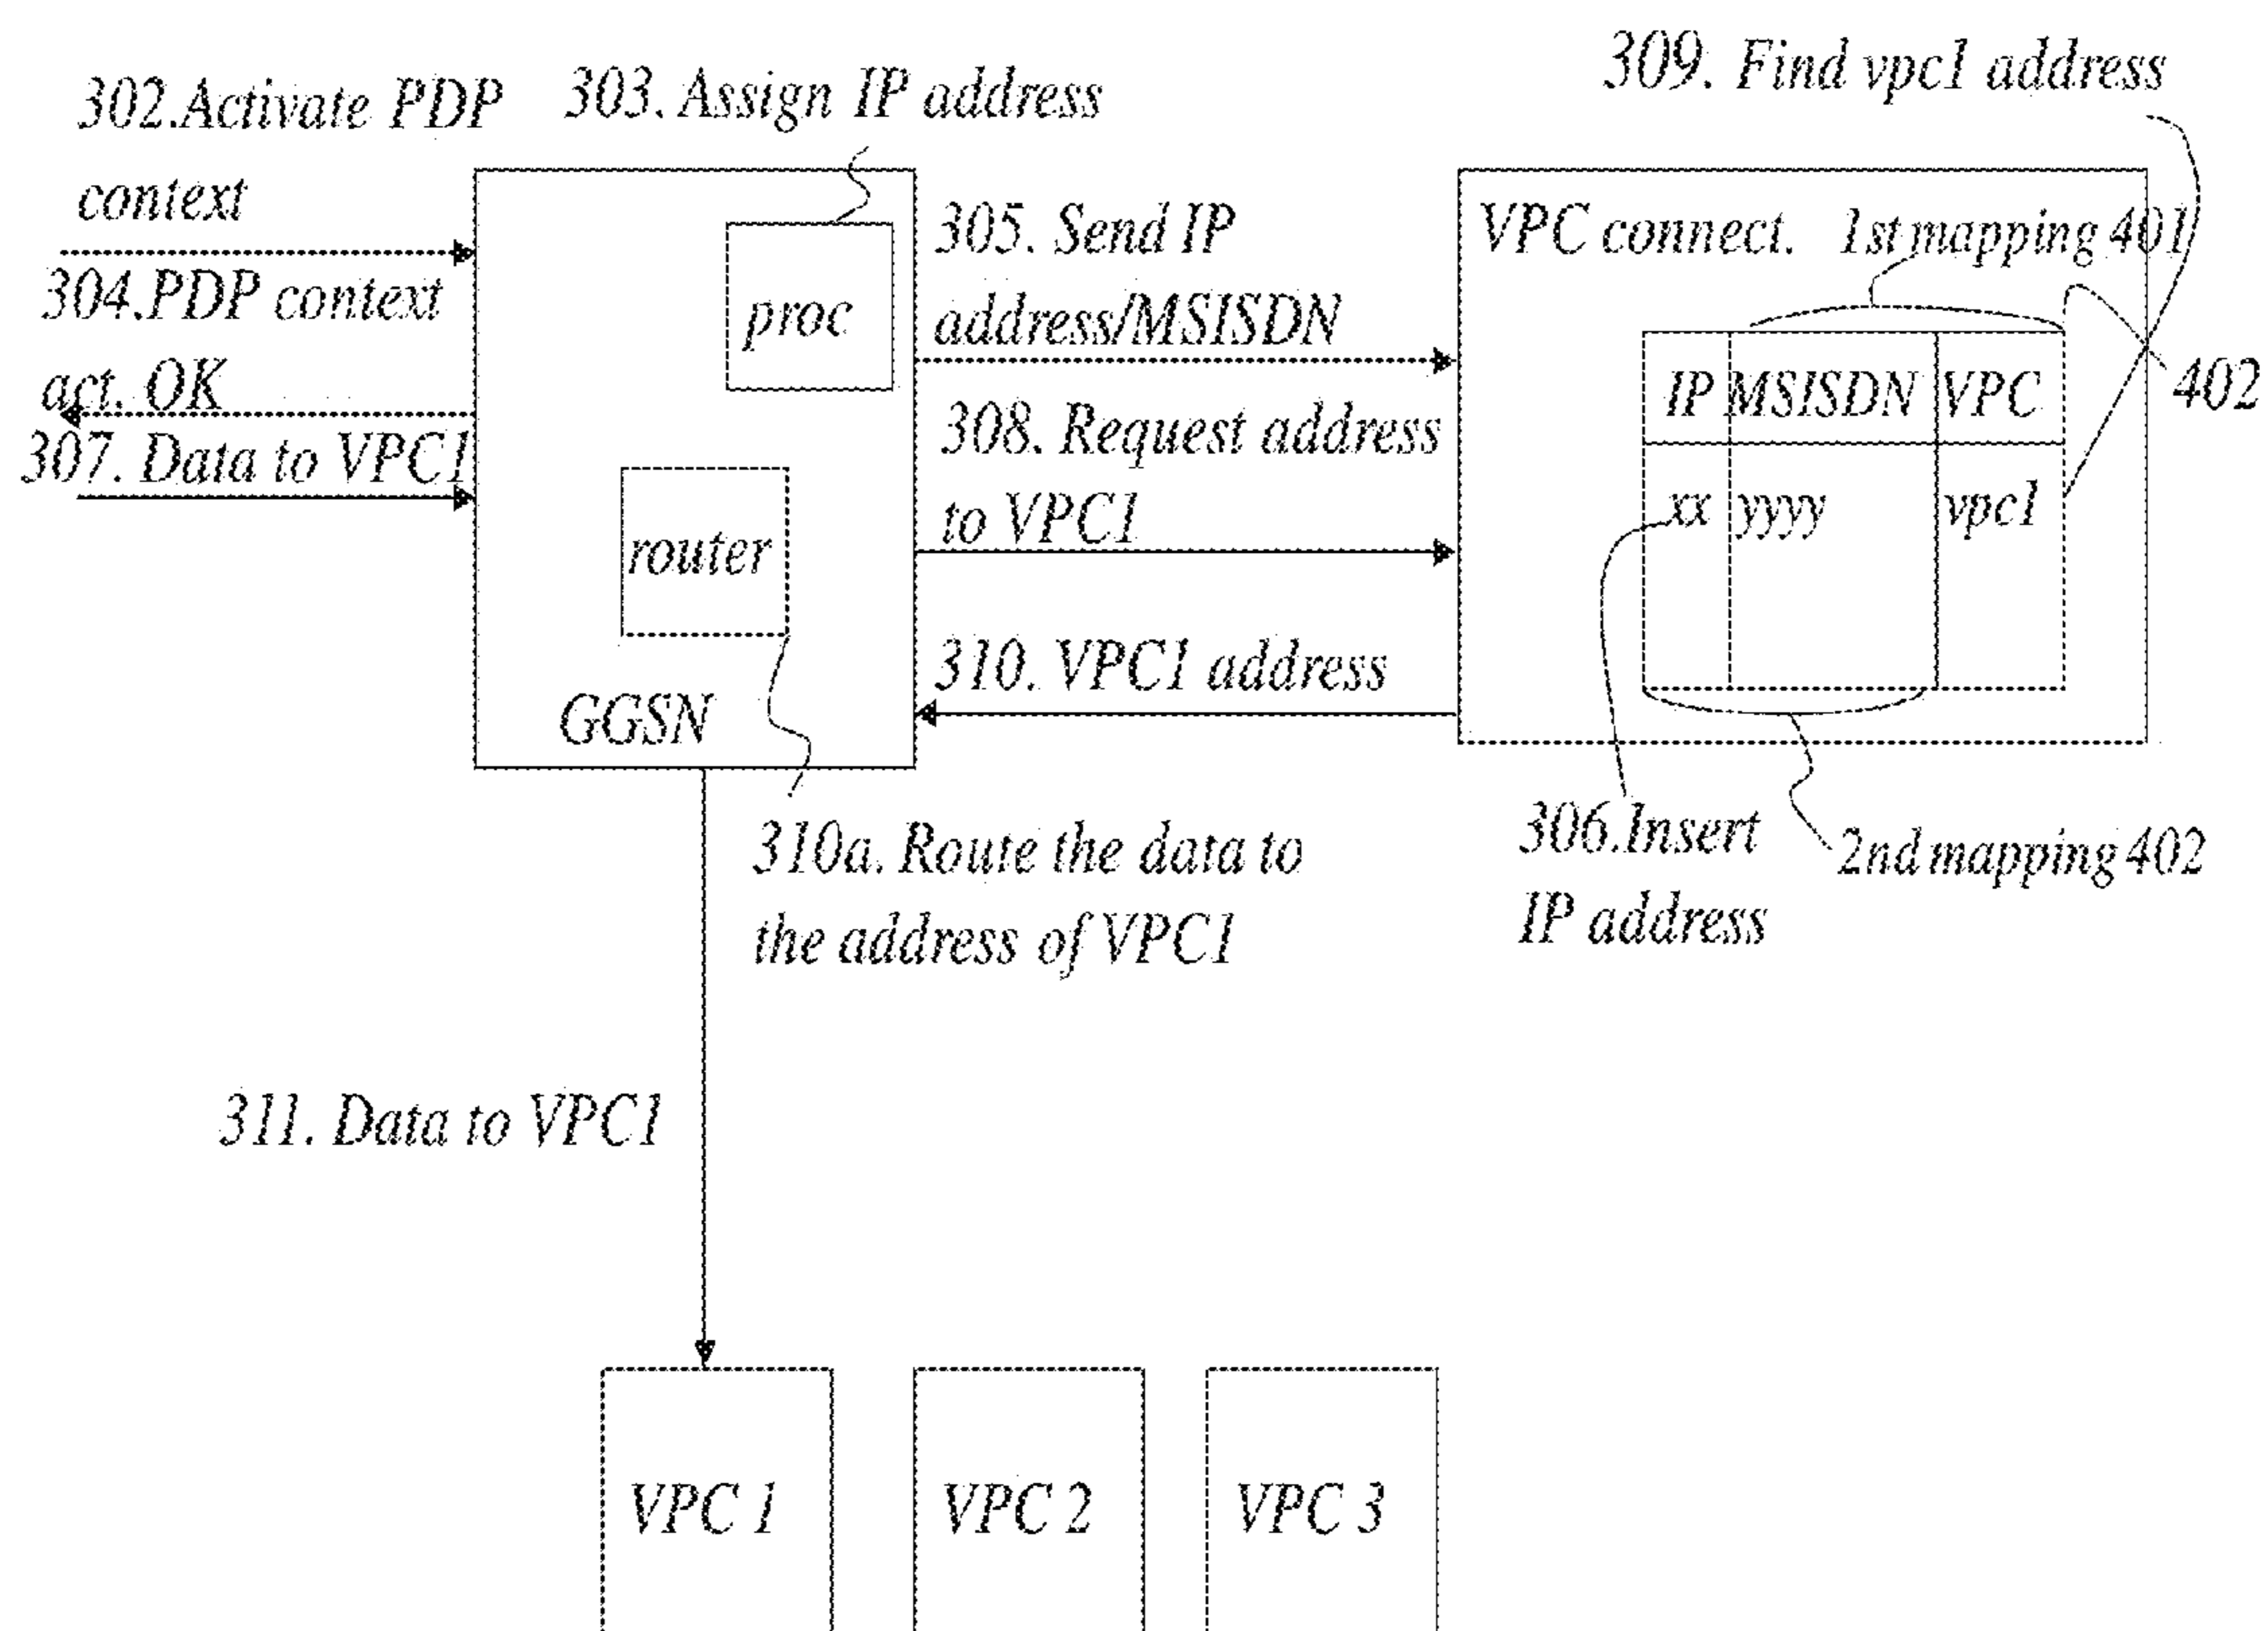 309. Find vpc1 address
302.Activate PDP
context
303. Assign IP address
304.PDP context
act. OK
307. Data to VPC1
proc
router
GGSN
305. Send IP
address/MSISDN
308. Request address
to VPC1
310. VPC1 address
VPC connect.
1st mapping 401
402
IP MSISDN VPC
xx yyyy vpc1
310a. Route the data to
the address of VPC1
306.Insert
IP address
2nd mapping 402
311. Data to VPC1
VPC 1
VPC 2
VPC 3